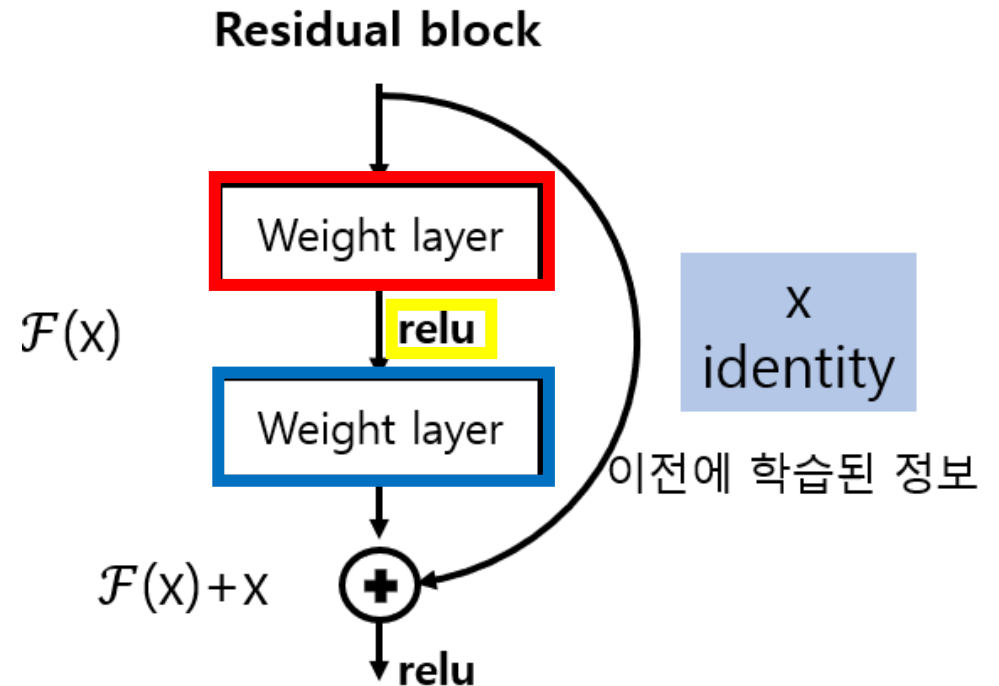 Residual block
Weight layer
relu
ℱ(x)
x
identity
Weight layer
이전에 학습된 정보
ℱ(x)+x
relu